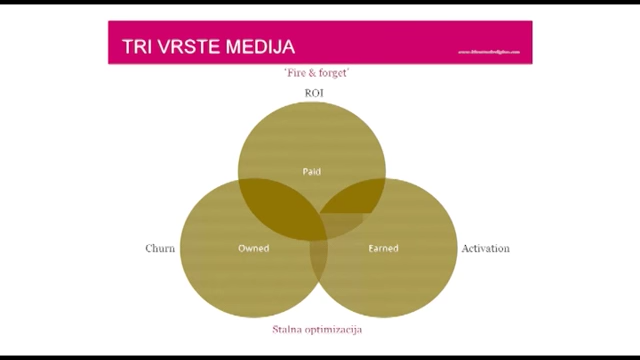 TRI VRSTE MEDIJA
"Fire & forget"
ROI
Paid
Churn
Owned
Earned
Activation
Stalna optimizacija